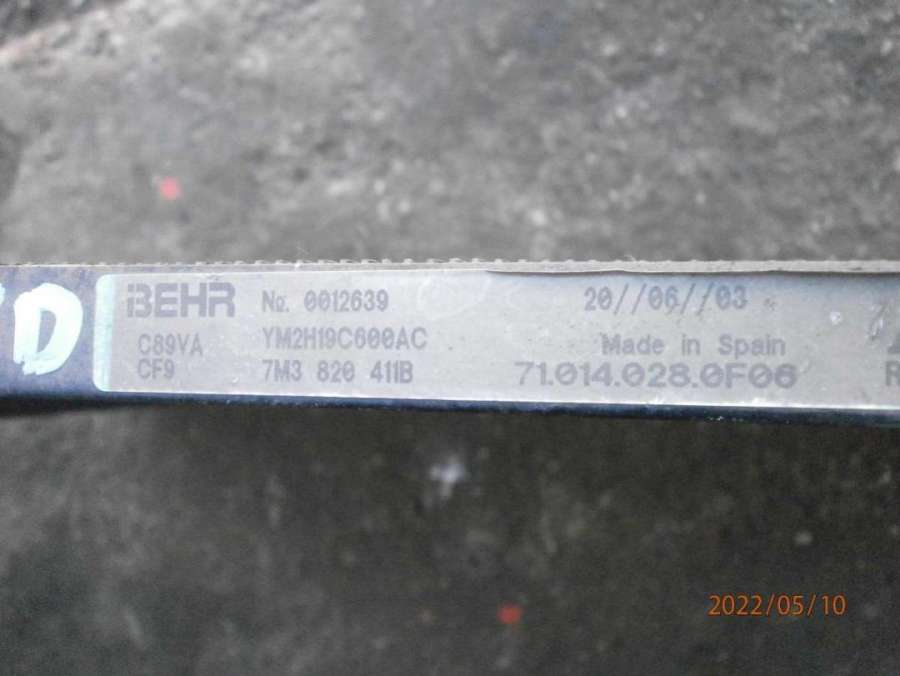 D
BEHR No. 0012639 20//06//03
C89VA YM2H19C600AC Made in Spain
CF9 7M3 820 411B 71.014.028.0F06 R
2022/05/10